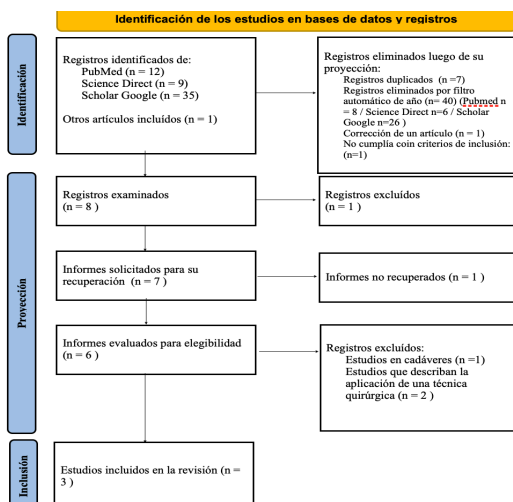 Identificación de los estudios en bases de datos y registros
Identificación
Registros identificados de:
PubMed (n = 12)
Science Direct (n = 9)
Scholar Google (n = 35)
Otros artículos incluídos (n = 1)
Registros eliminados luego de su
proyección:
Registros duplicados (n =7)
Registros eliminados por filtro
automático de año (n= 40) (Pubmed n
= 8 / Science Direct n=6 / Scholar
Google n=26 )
Corrección de un artículo (n = 1)
No cumplía coin criterios de inclusión:
(n=1)
Proyección
Registros examinados
(n = 8 )
Registros excluídos
(n = 1 )
Informes solicitados para su
recuperación (n = 7 )
Informes no recuperados (n = 1 )
Informes evaluados para elegibilidad
(n = 6 )
Registros excluídos:
Estudios en cadáveres (n =1)
Estudios que describan la
aplicación de una técnica
quirúrgica (n = 2 )
Inclusión
Estudios incluidos en la revisión (n =
3 )